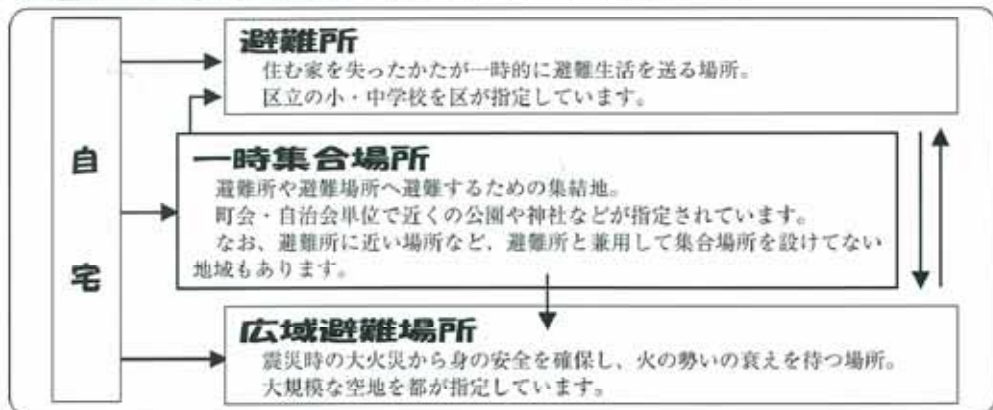 自宅
避難所
住む家を失ったかたが一時的に避難生活を送る場所。
区立の小・中学校を区が指定しています。
一時集合場所
避難所や避難場所へ避難するための集結地。
町会・自治会単位で近くの公園や神社などが指定されています。
なお、避難所に近い場所など、避難所と兼用して集合場所を設けてない
地域もあります。
広域避難場所
震災時の大火災から身の安全を確保し、火の勢いの衰えを待つ場所。
大規模な空地を都が指定しています。